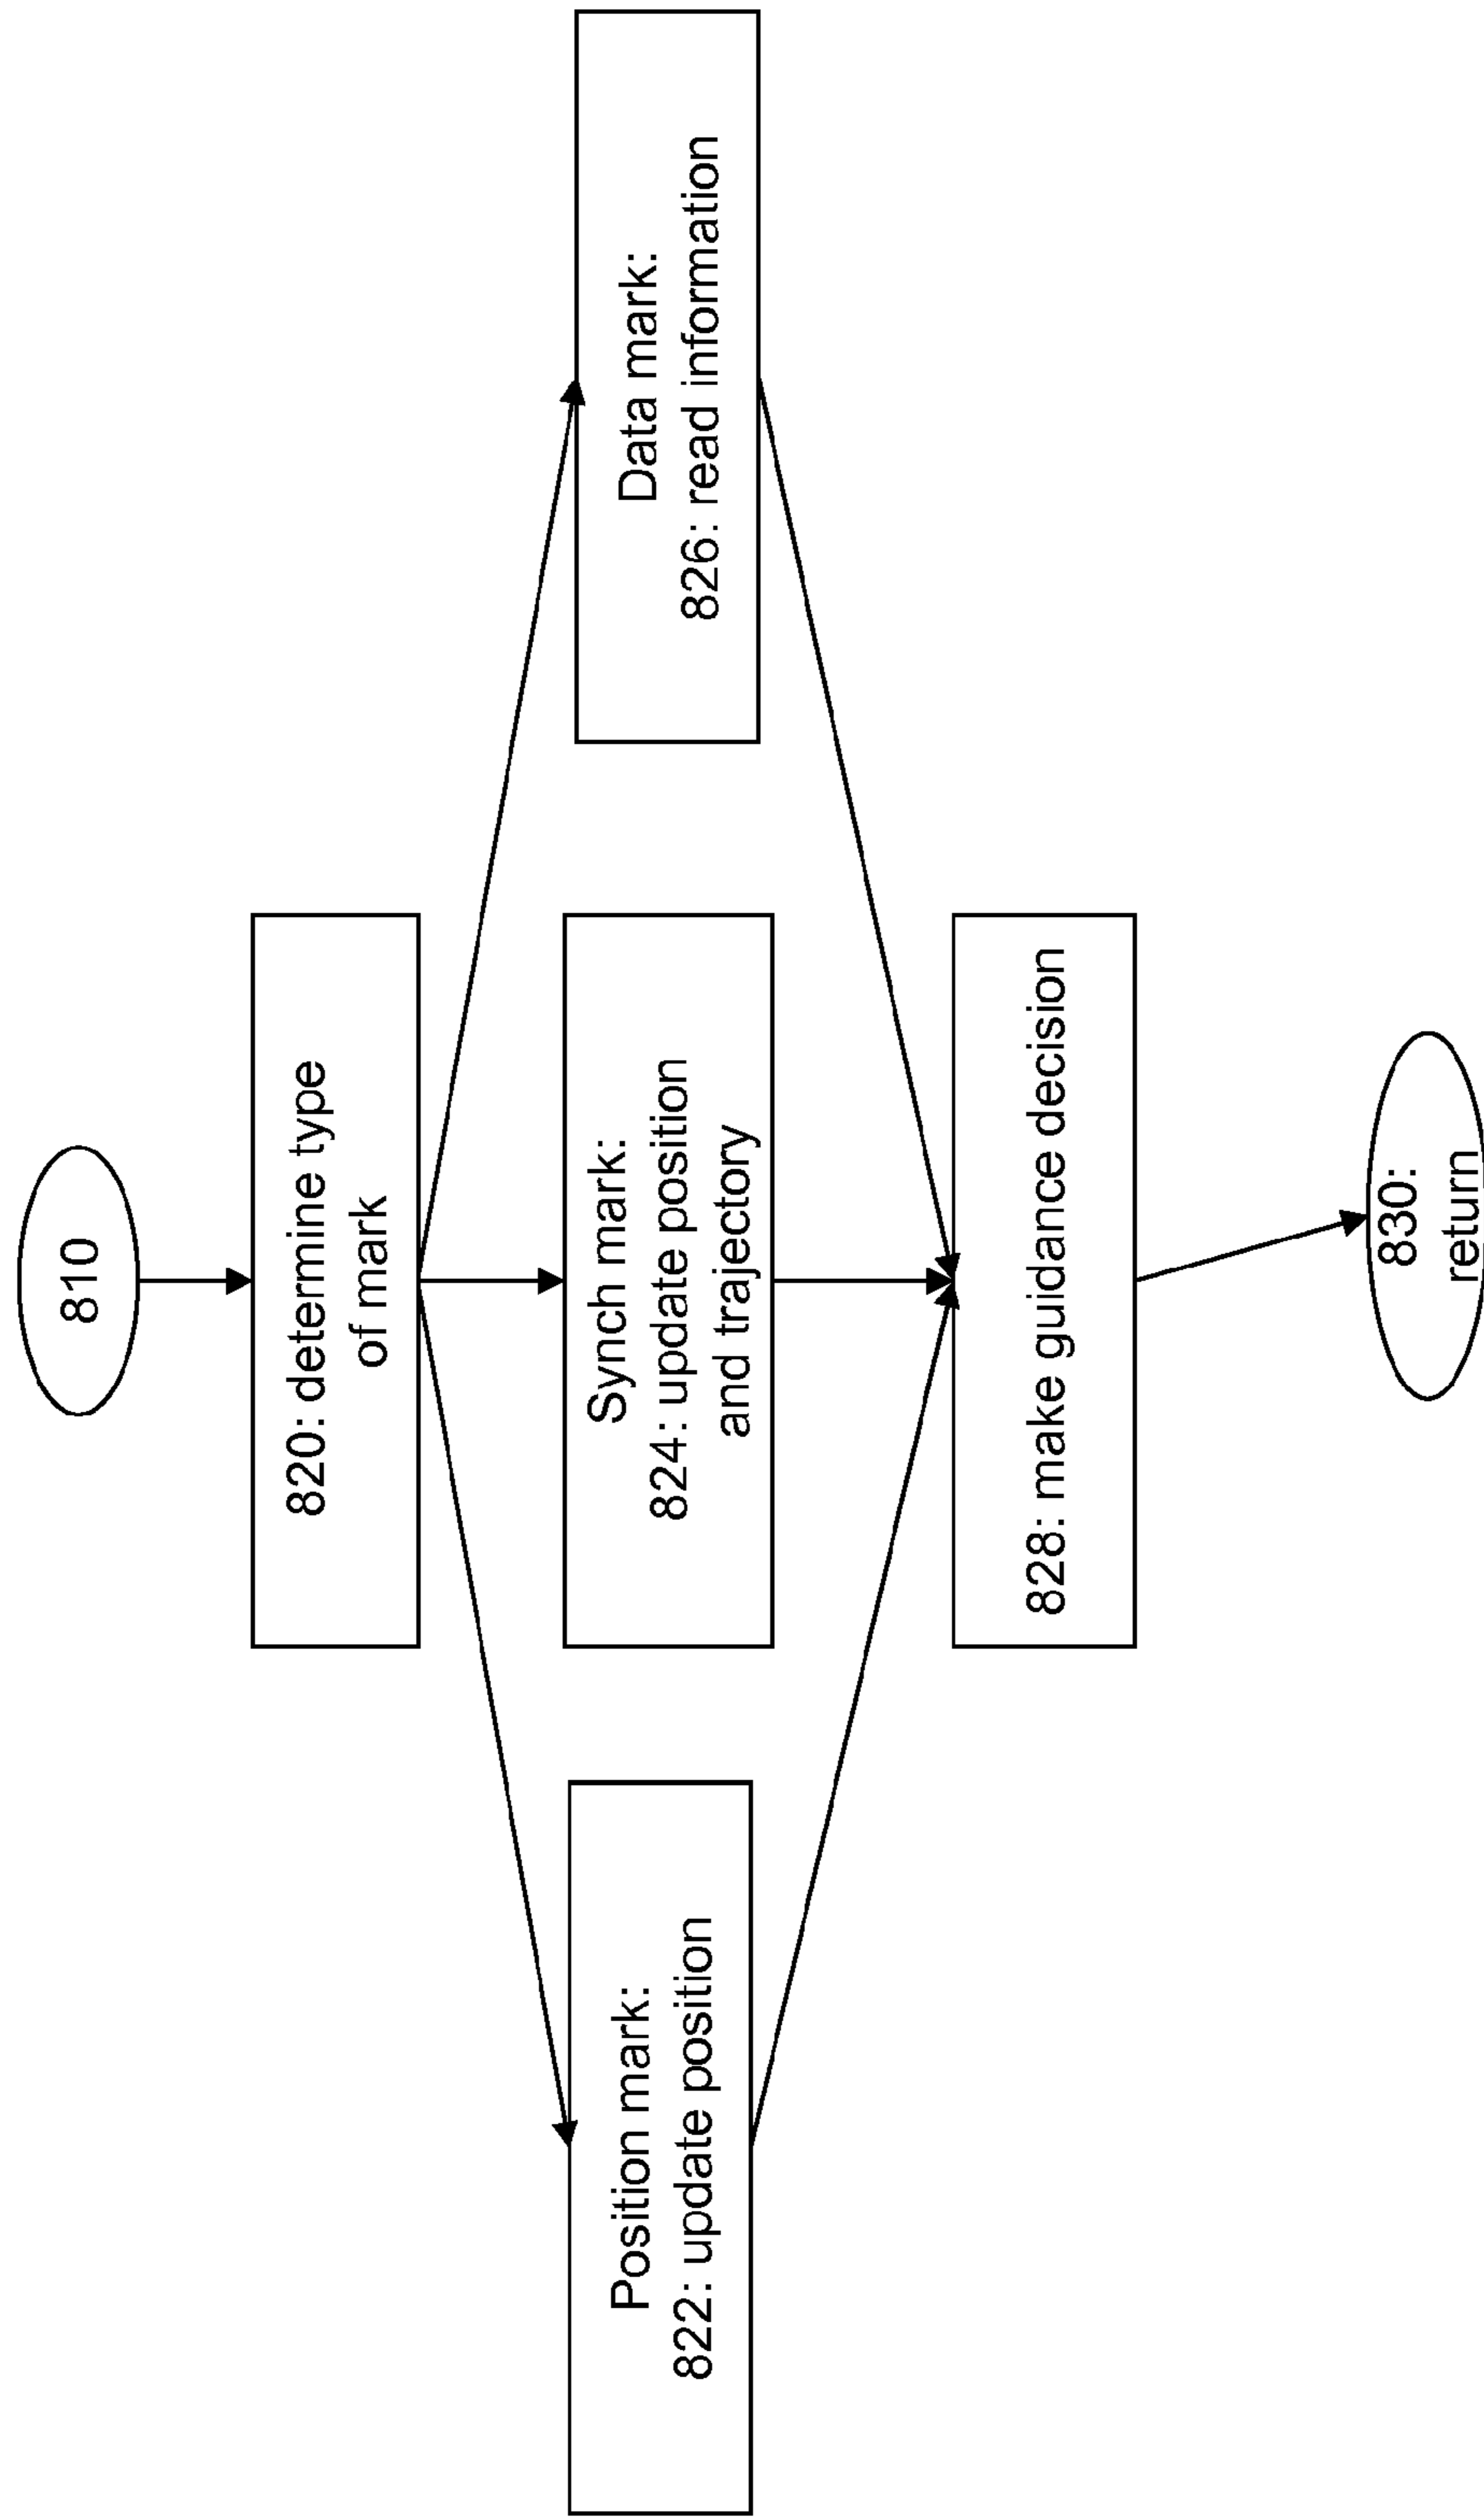 810
820: determine type
of mark
Position mark:
822: update position
Synch mark:
824: update position
and trajectory
Data mark:
826: read information
828: make guidance decision
830:
return